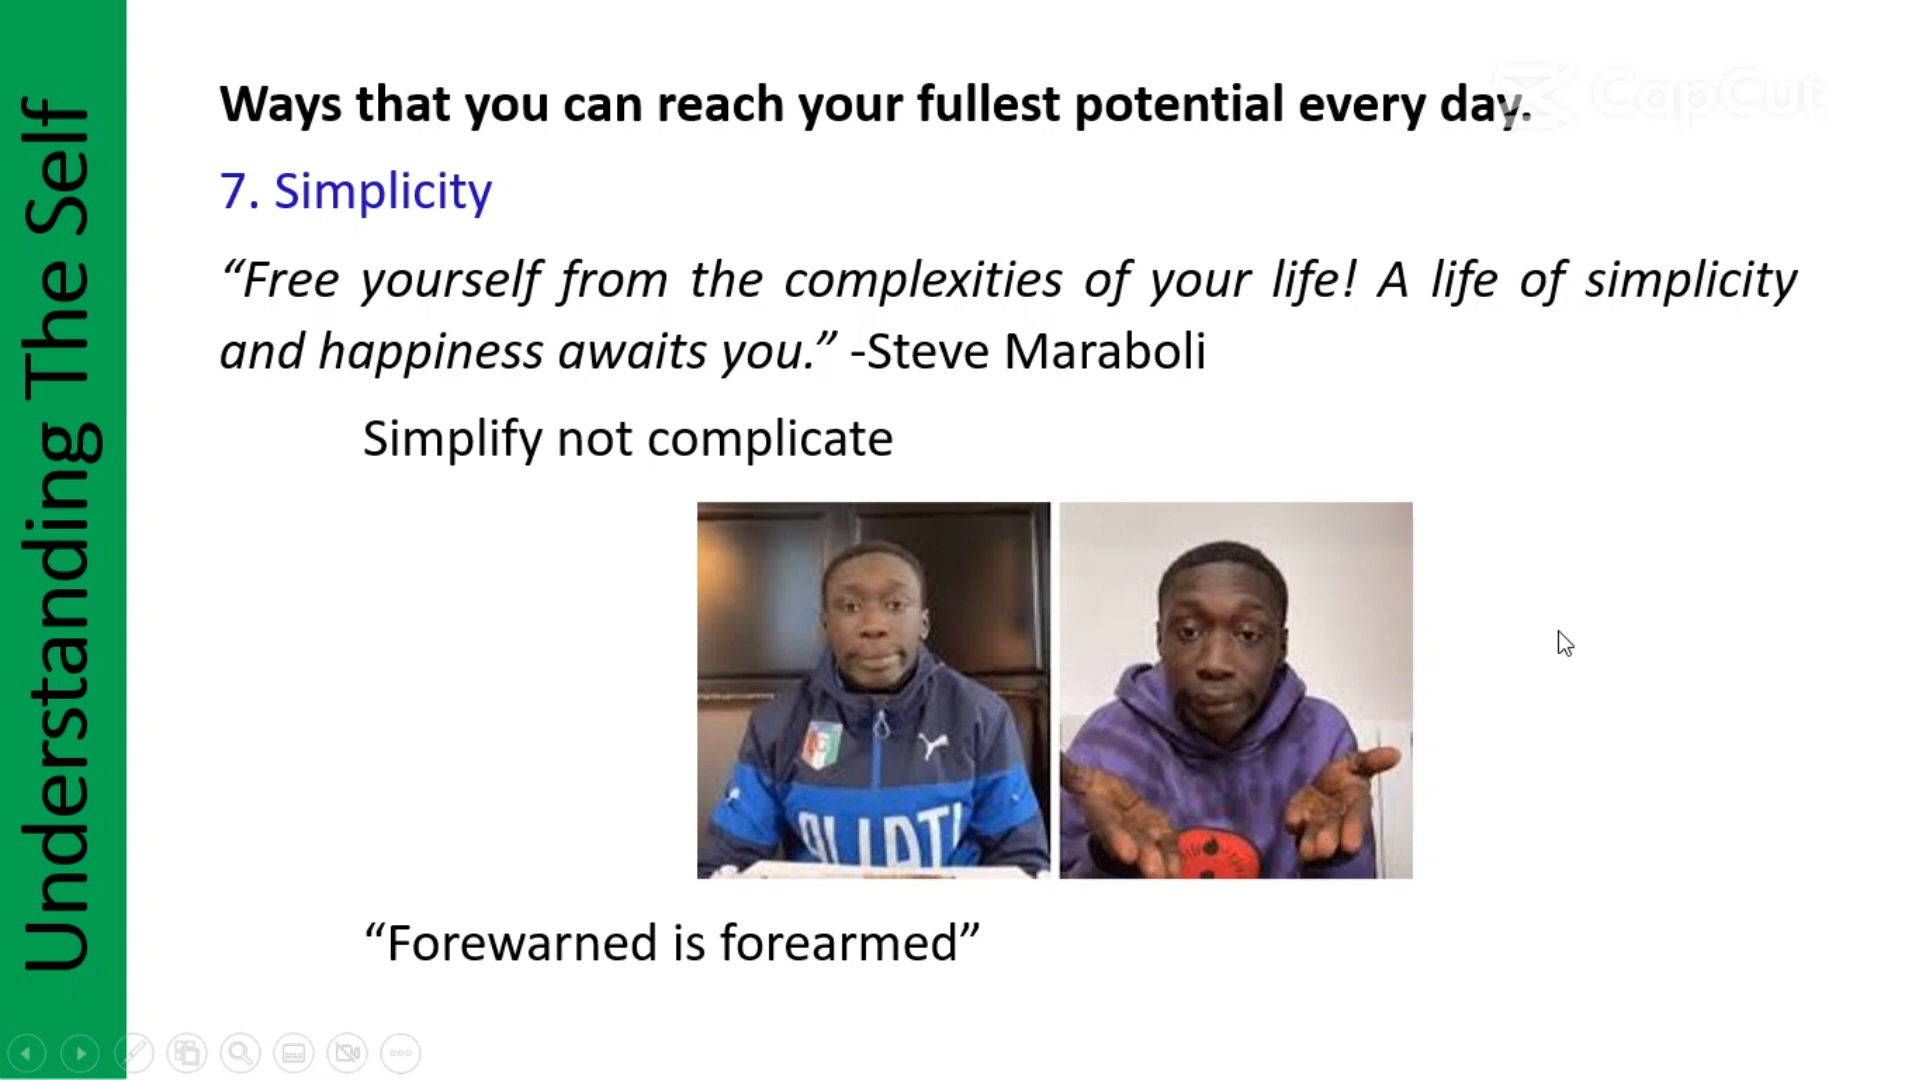 Understanding The Self
Ways that you can reach your fullest potential every day.
CapCut
7. Simplicity
“Free yourself from the complexities of your life! A life of simplicity
and happiness awaits you.” -Steve Maraboli
Simplify not complicate
“Forewarned is forearmed”